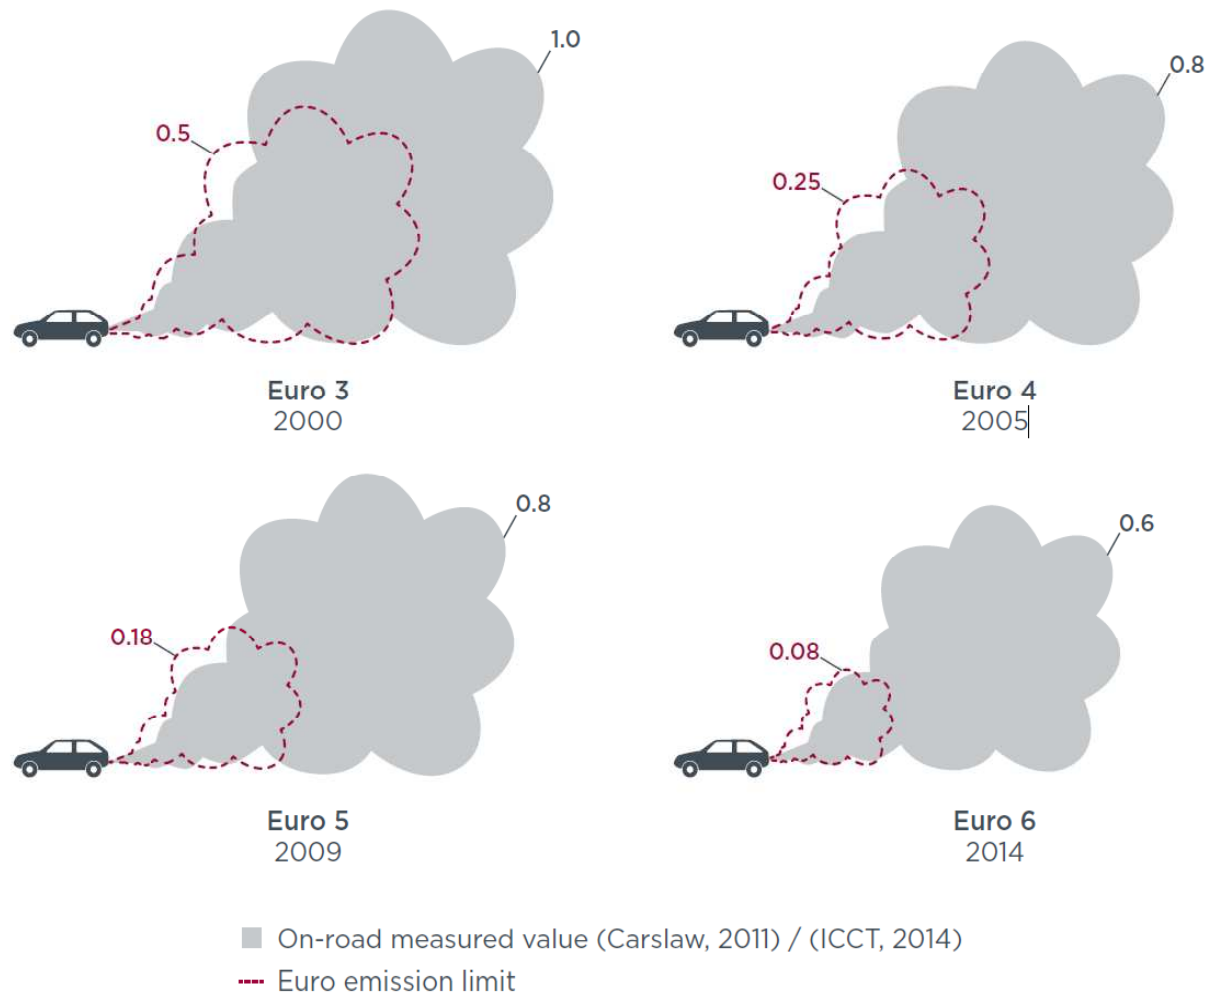 1.0
0.5
Euro 3
2000
0.8
0.25
Euro 4
2005
0.8
0.18
Euro 5
2009
0.6
0.08
Euro 6
2014
On-road measured value (Carslaw, 2011) / (ICCT, 2014)
Euro emission limit